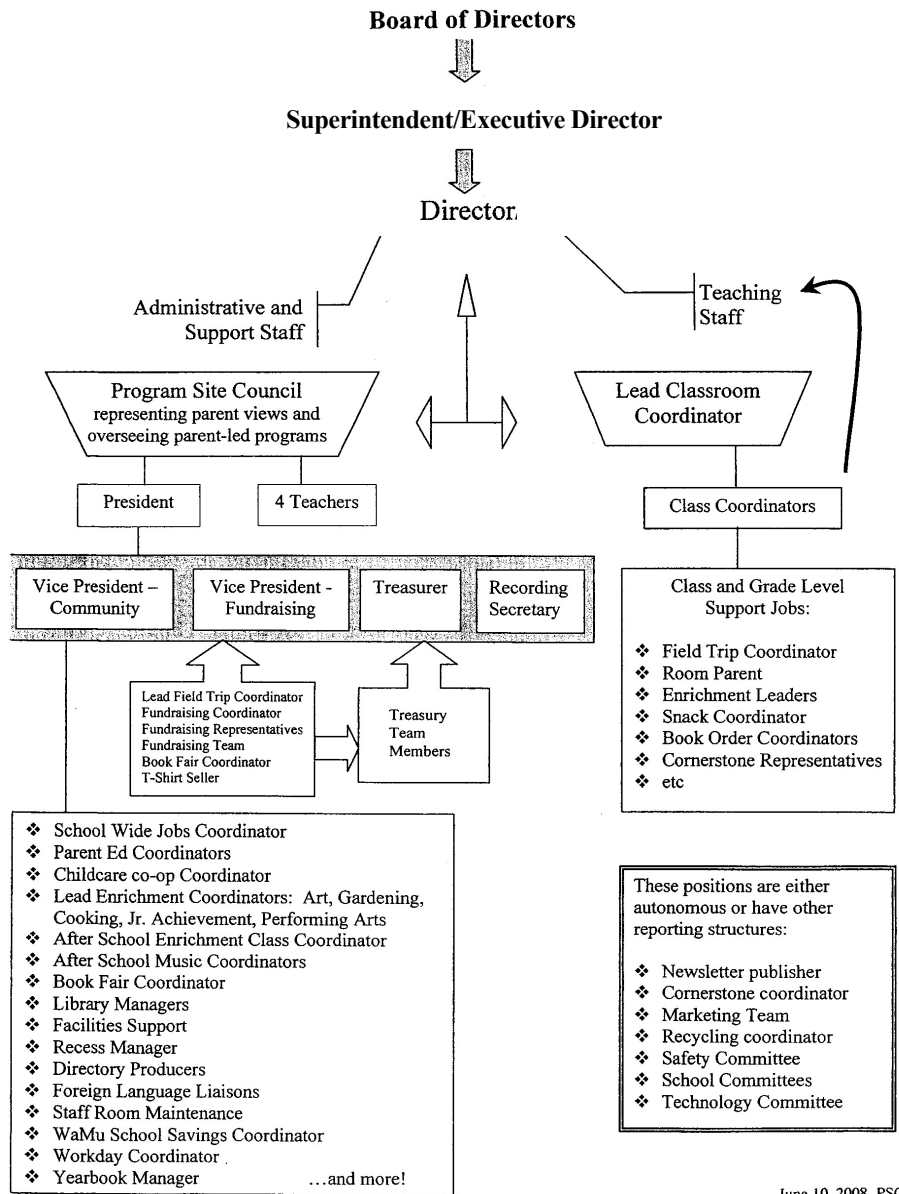 Board of Directors
Superintendent/Executive Director
Director
Administrative and
Support Staff
Teaching
Staff
Program Site Council
representing parent views and
overseeing parent-led programs
Lead Classroom
Coordinator
President
4 Teachers
Class Coordinators
Vice President –
Community
Vice President -
Fundraising
Treasurer
Recording
Secretary
Class and Grade Level
Support Jobs:
❖ Field Trip Coordinator
❖ Room Parent
❖ Enrichment Leaders
❖ Snack Coordinator
❖ Book Order Coordinators
❖ Cornerstone Representatives
❖ etc
Lead Field Trip Coordinator
Fundraising Coordinator
Fundraising Representatives
Fundraising Team
Book Fair Coordinator
T-Shirt Seller
Treasury
Team
Members
❖ School Wide Jobs Coordinator
❖ Parent Ed Coordinators
❖ Childcare co-op Coordinator
❖ Lead Enrichment Coordinators: Art, Gardening,
Cooking, Jr. Achievement, Performing Arts
❖ After School Enrichment Class Coordinator
❖ After School Music Coordinators
❖ Book Fair Coordinator
❖ Library Managers
❖ Facilities Support
❖ Recess Manager
❖ Directory Producers
❖ Foreign Language Liaisons
❖ Staff Room Maintenance
❖ WaMu School Savings Coordinator
❖ Workday Coordinator
❖ Yearbook Manager …and more!
These positions are either
autonomous or have other
reporting structures:
❖ Newsletter publisher
❖ Cornerstone coordinator
❖ Marketing Team
❖ Recycling coordinator
❖ Safety Committee
❖ School Committees
❖ Technology Committee
June 10, 2008